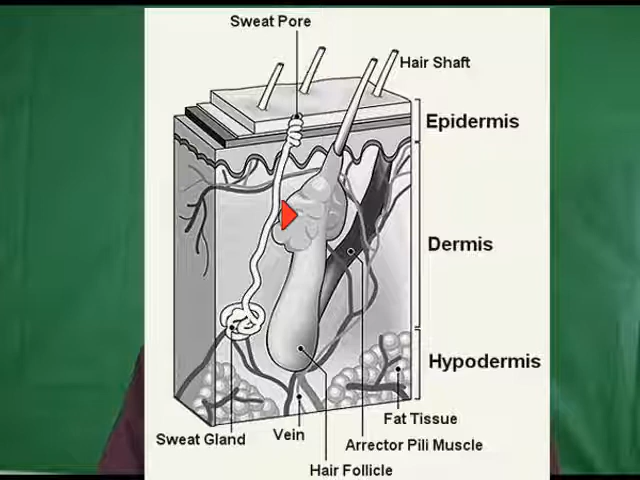 Sweat Pore
Hair Shaft
Epidermis
Dermis
Hypodermis
Fat Tissue
Sweat Gland
Vein
Arrector Pili Muscle
Hair Follicle